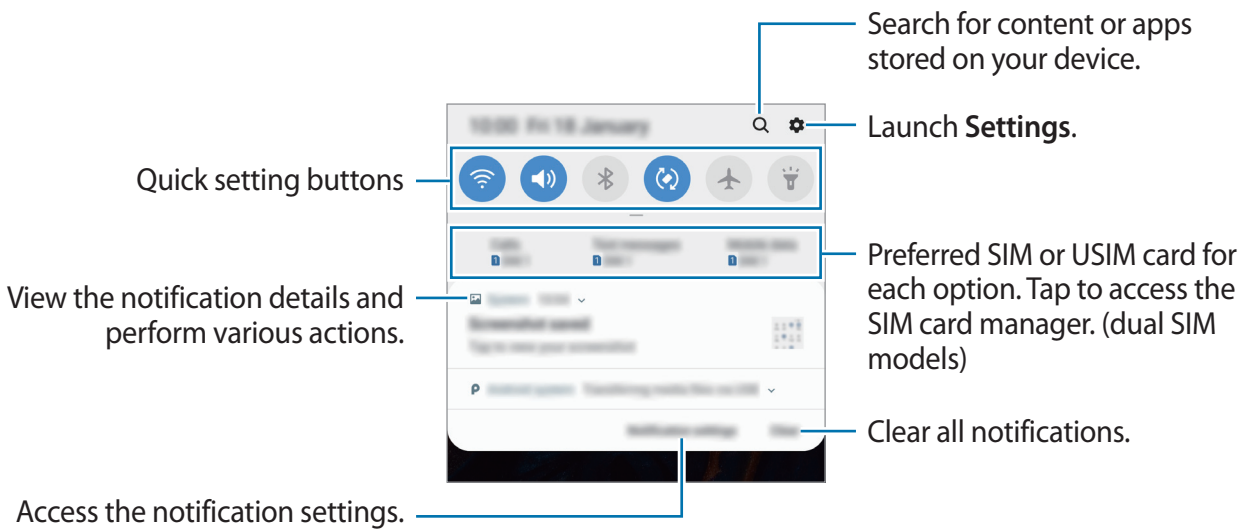 Search for content or apps
stored on your device.
Launch Settings.
Quick setting buttons
Preferred SIM or USIM card for
each option. Tap to access the
SIM card manager. (dual SIM
models)
View the notification details and
perform various actions.
Clear all notifications.
Access the notification settings.